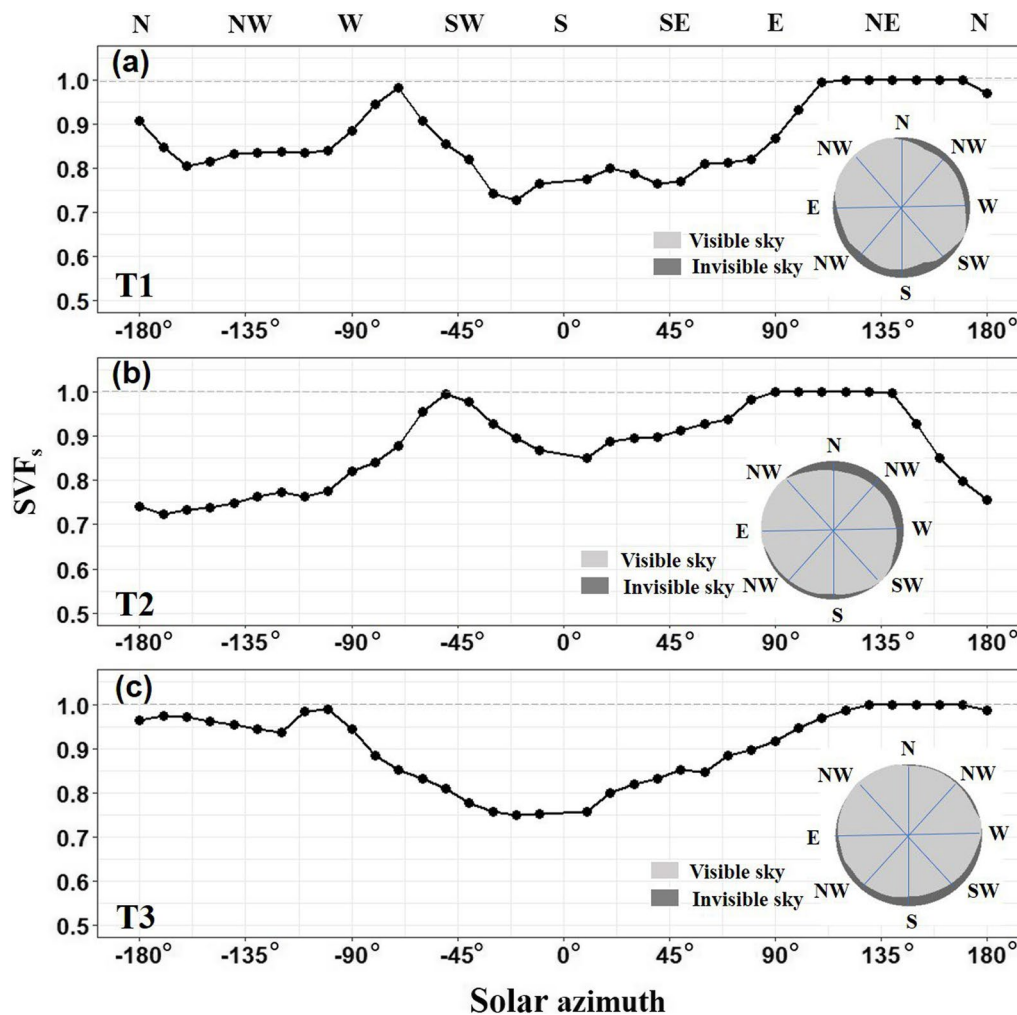 N NW W SW S SE E NE N
(a)
1.0
0.9
0.8
0.7
0.6
0.5
T1
N
NW NW
E W
NW SW
S
Visible sky
Invisible sky
-180° -135° -90° -45° 0° 45° 90° 135° 180°
(b)
1.0
0.9
0.8
0.7
0.6
0.5
T2
N
NW NW
E W
NW SW
S
Visible sky
Invisible sky
-180° -135° -90° -45° 0° 45° 90° 135° 180°
SVFs
(c)
1.0
0.9
0.8
0.7
0.6
0.5
T3
N
NW NW
E W
NW SW
S
Visible sky
Invisible sky
-180° -135° -90° -45° 0° 45° 90° 135° 180°
Solar azimuth